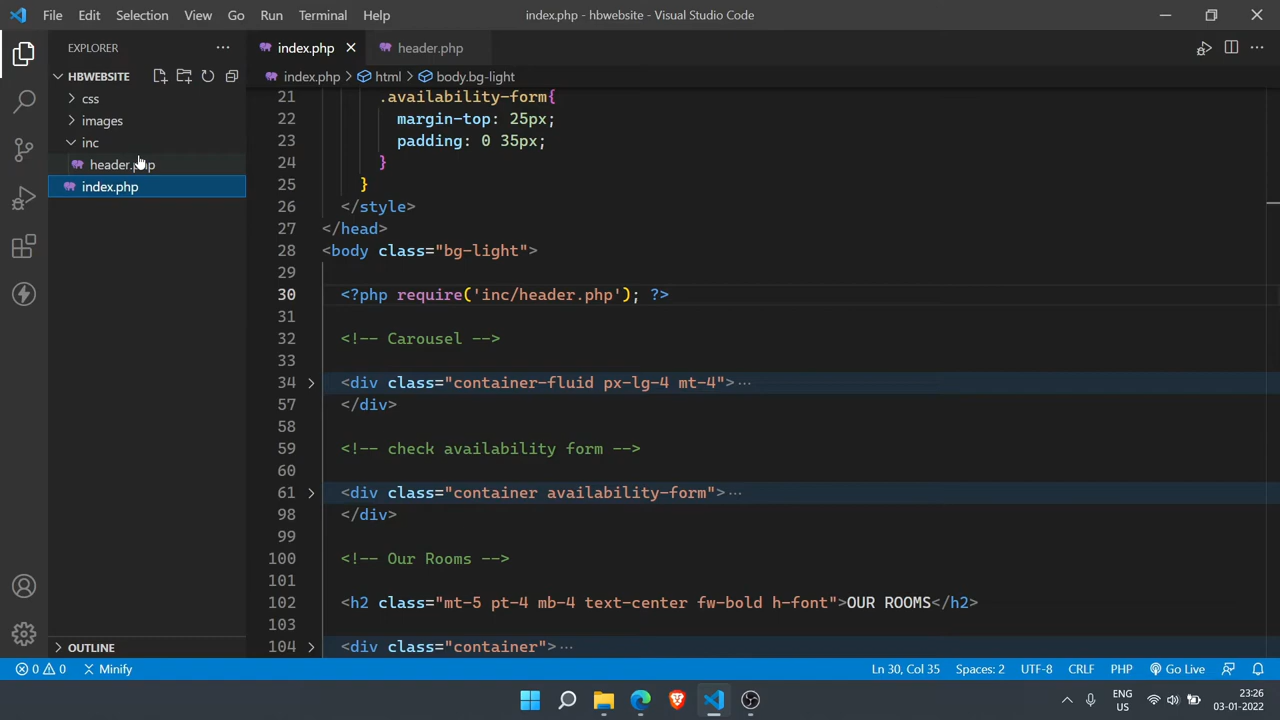 File Edit Selection View Go Run Terminal Help
index.php - hbwebsite - Visual Studio Code
EXPLORER
HBWEBSITE
css
images
inc
header.php
index.php
OUTLINE
index.php header.php
index.php > html > body.bg-light
21 .availability-form{
22 margin-top: 25px;
23 padding: 0 35px;
24 }
25 }
26 </style>
27 </head>
28 <body class="bg-light">
29
30 <?php require('inc/header.php'); ?>
31
32 <!-- Carousel -->
33
34 <div class="container-fluid px-lg-4 mt-4">···
57 </div>
58
59 <!-- check availability form -->
60
61 <div class="container availability-form">···
98 </div>
99
100 <!-- Our Rooms -->
101
102 <h2 class="mt-5 pt-4 mb-4 text-center fw-bold h-font">OUR ROOMS</h2>
103
104 <div class="container">···
0 0 Minify Ln 30, Col 35 Spaces: 2 UTF-8 CRLF PHP Go Live
ENG
US
23:26
03-01-2022